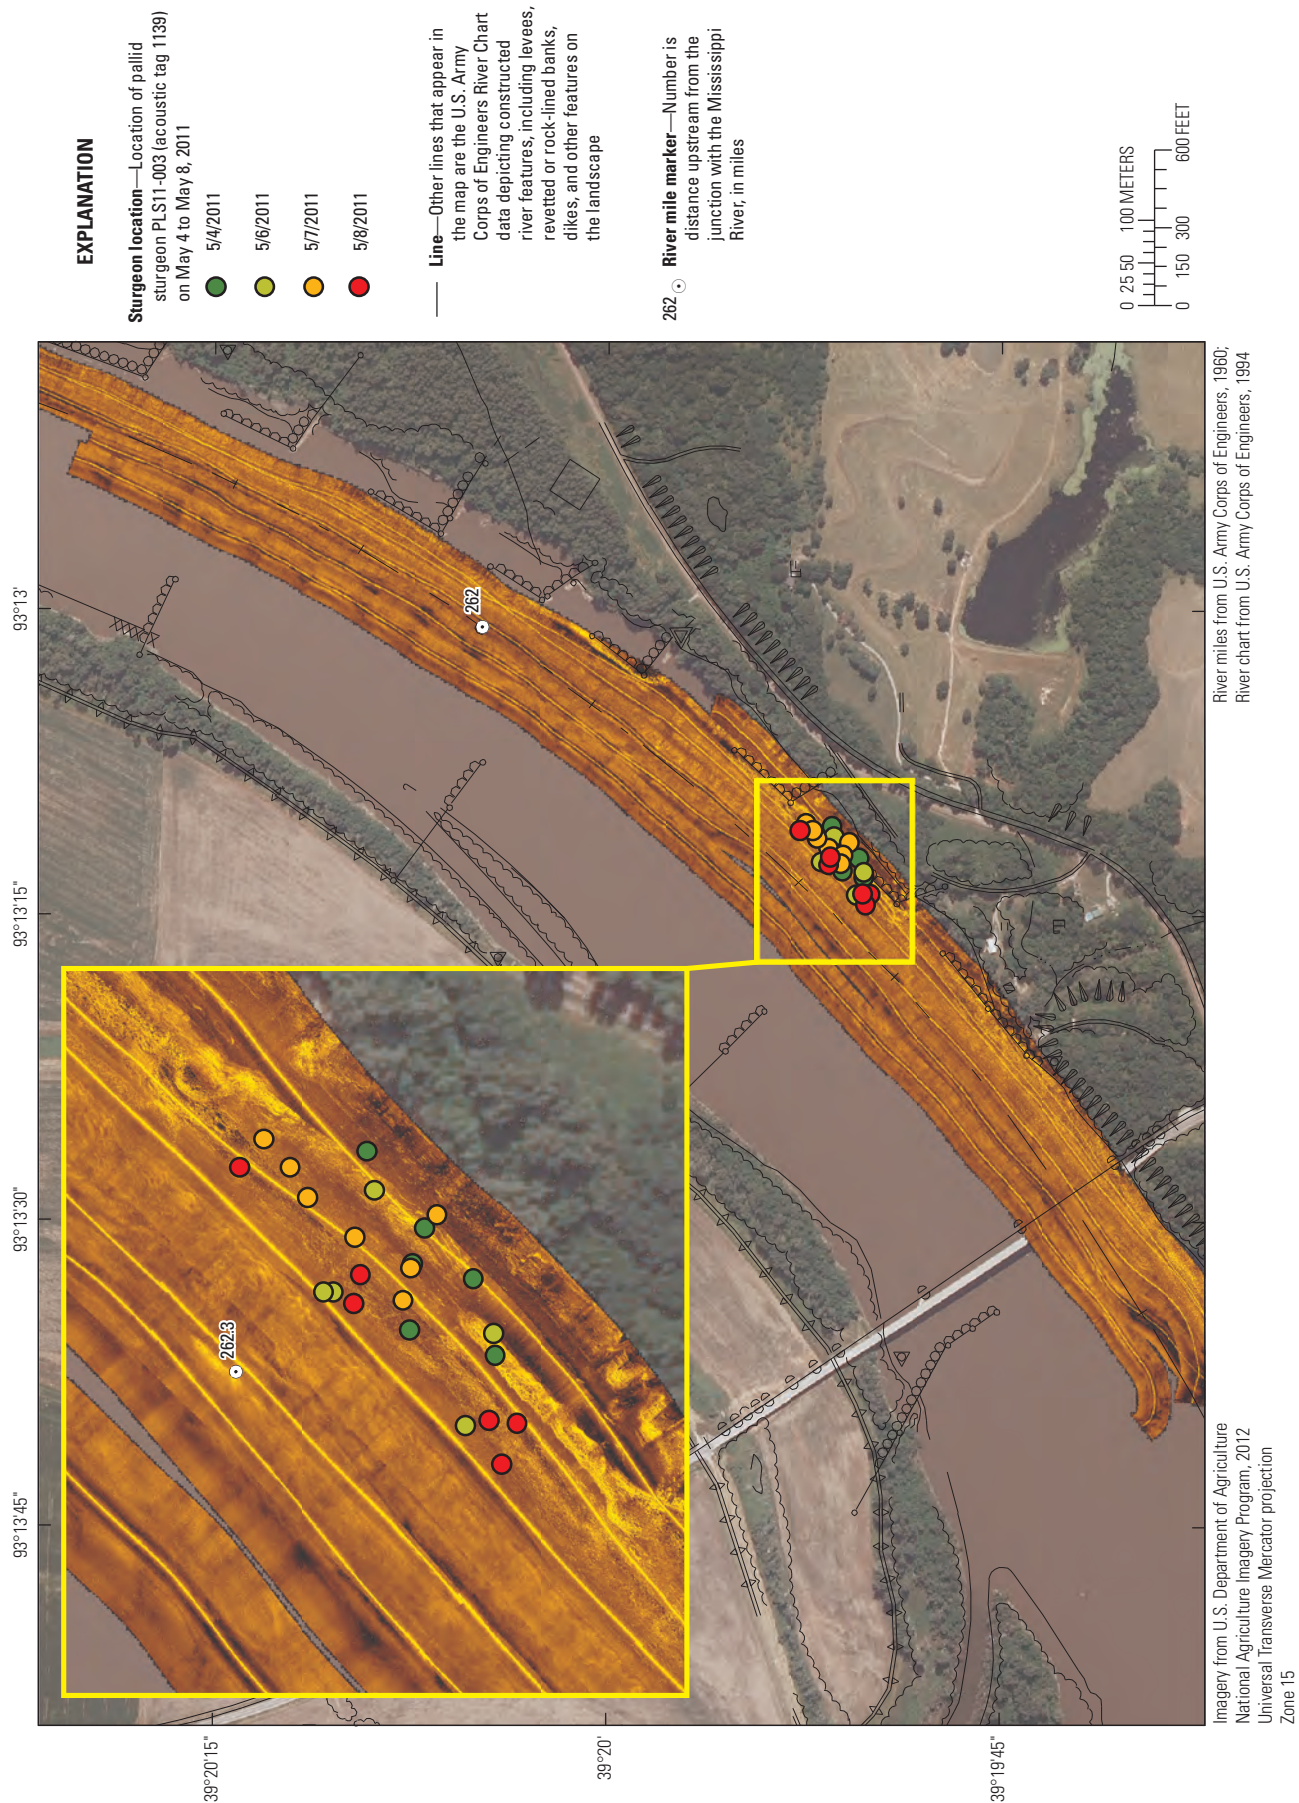 EXPLANATION
Sturgeon location—Location of pallid
sturgeon PLS11-003 (acoustic tag 1139)
on May 4 to May 8, 2011
5/4/2011
5/6/2011
5/7/2011
5/8/2011
Line—Other lines that appear in
the map are the U.S. Army
Corps of Engineers River Chart
data depicting constructed
river features, including levees,
revetted or rock-lined banks,
dikes, and other features on
the landscape
262 River mile marker—Number is
distance upstream from the
junction with the Mississippi
River, in miles
0 25 50 100 METERS
0 150 300 600 FEET
93°13'45"
93°13'30"
93°13'15"
93°13'
39°20'15"
39°20'
39°19'45"
262.3
262
Imagery from U.S. Department of Agriculture
National Agriculture Imagery Program, 2012
Universal Transverse Mercator projection
Zone 15
River miles from U.S. Army Corps of Engineers, 1960;
River chart from U.S. Army Corps of Engineers, 1994